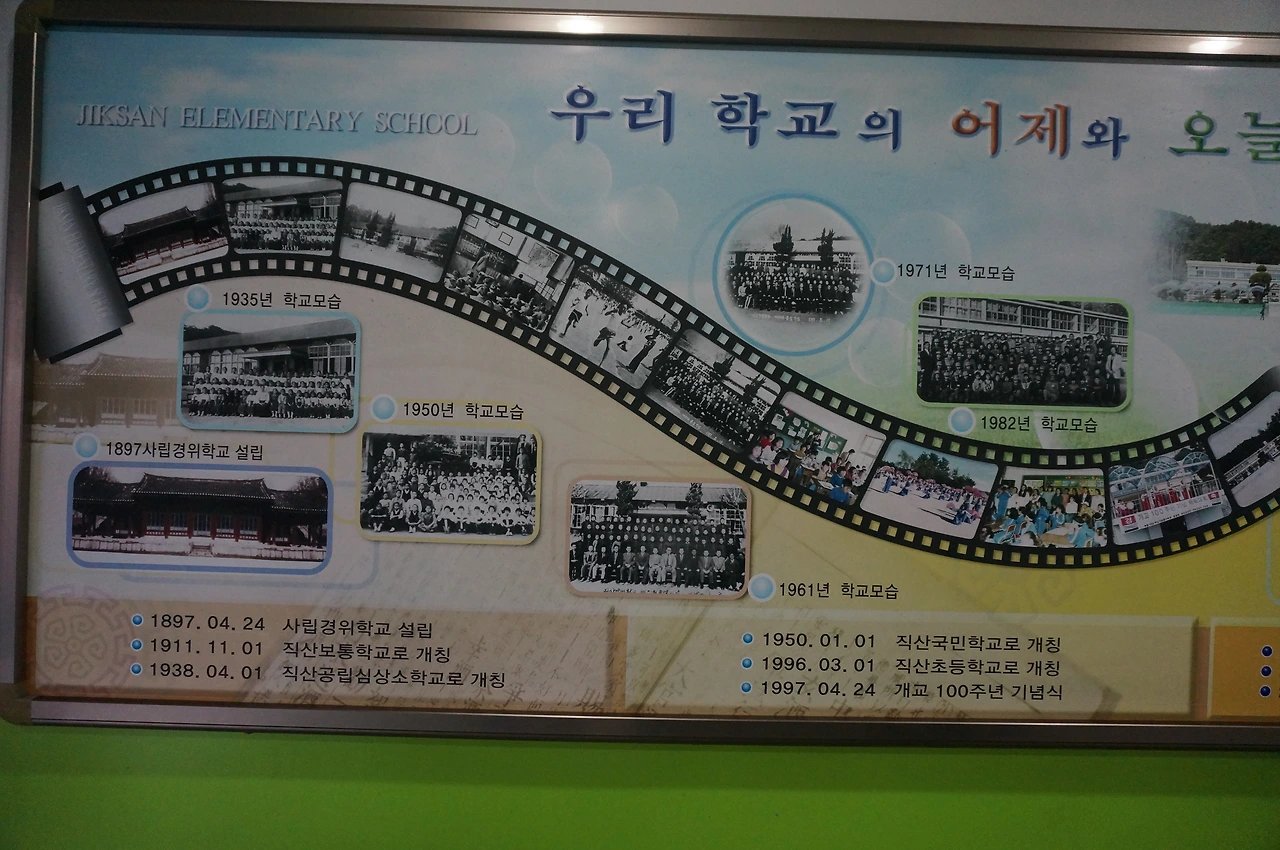 JIKSAN ELEMENTARY SCHOOL
우리 학교의 어제와 오늘
1971년 학교모습
1935년 학교모습
1950년 학교모습
1982년 학교모습
1897사립경위학교 설립
1961년 학교모습
1897. 04. 24 사립경위학교 설립
1911. 11. 01 직산보통학교로 개칭
1938. 04. 01 직산공립심상소학교로 개칭
1950. 01. 01 직산국민학교로 개칭
1996. 03. 01 직산초등학교로 개칭
1997. 04. 24 개교 100주년 기념식